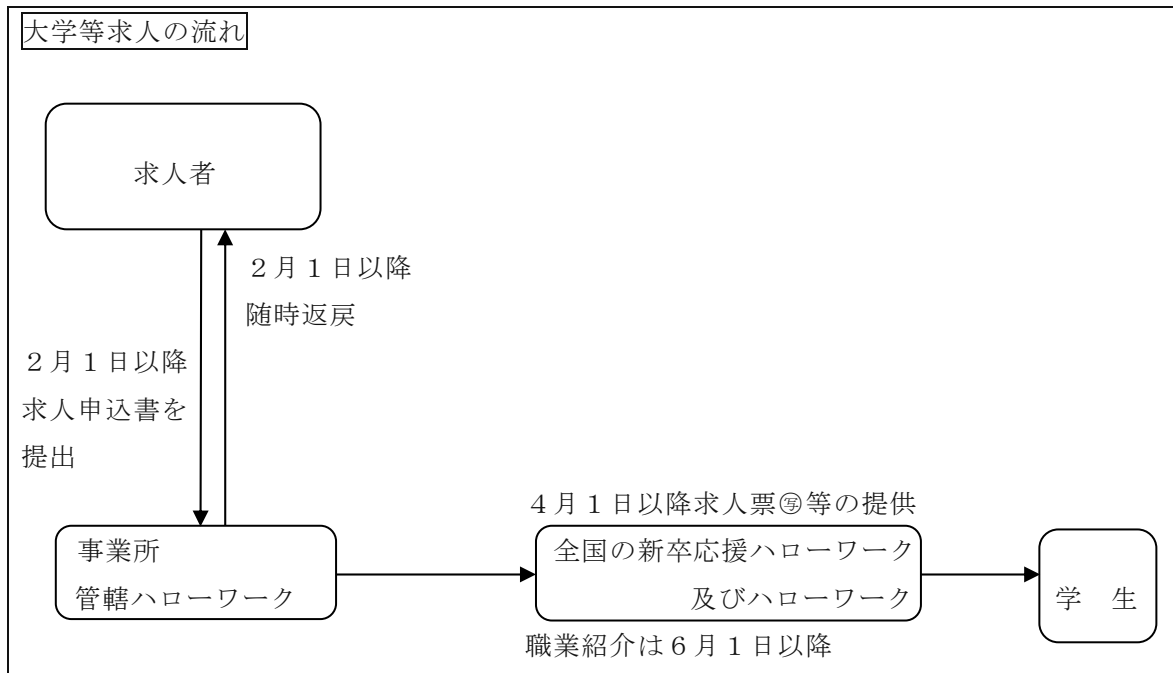 大学等求人の流れ
求人者
２月１日以降
随時返戻
２月１日以降
求人申込書を
提出
４月１日以降求人票㊢等の提供
事業所
管轄ハローワーク
全国の新卒応援ハローワーク
及びハローワーク
学　生
職業紹介は６月１日以降